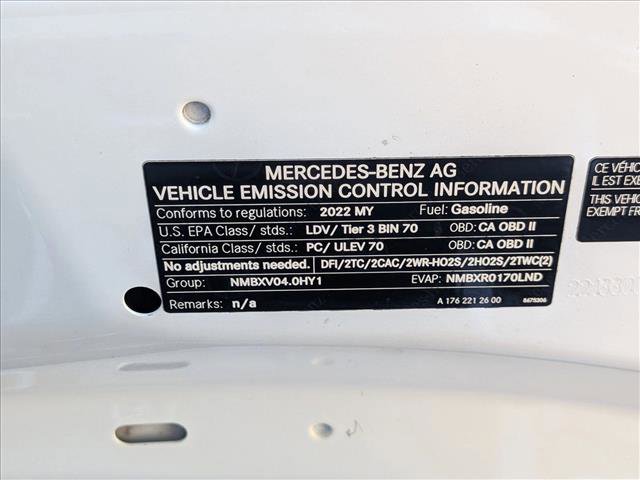 MERCEDES-BENZ AG
VEHICLE EMISSION CONTROL INFORMATION
Conforms to regulations: 2022 MY Fuel: Gasoline
U.S. EPA Class/ stds.: LDV/ Tier 3 BIN 70 OBD: CA OBD II
California Class/ stds.: PC/ ULEV 70 OBD: CA OBD II
No adjustments needed. DFI/2TC/2CAC/2WR-HO2S/2HO2S/2TWC(2)
Group: NMBXV04.0HY1 EVAP: NMBXR0170LND
Remarks: n/a A 176 221 26 00 8675306
CE VÉHIC
IL EST EXE
THIS VEHIC
EXEMPT FR